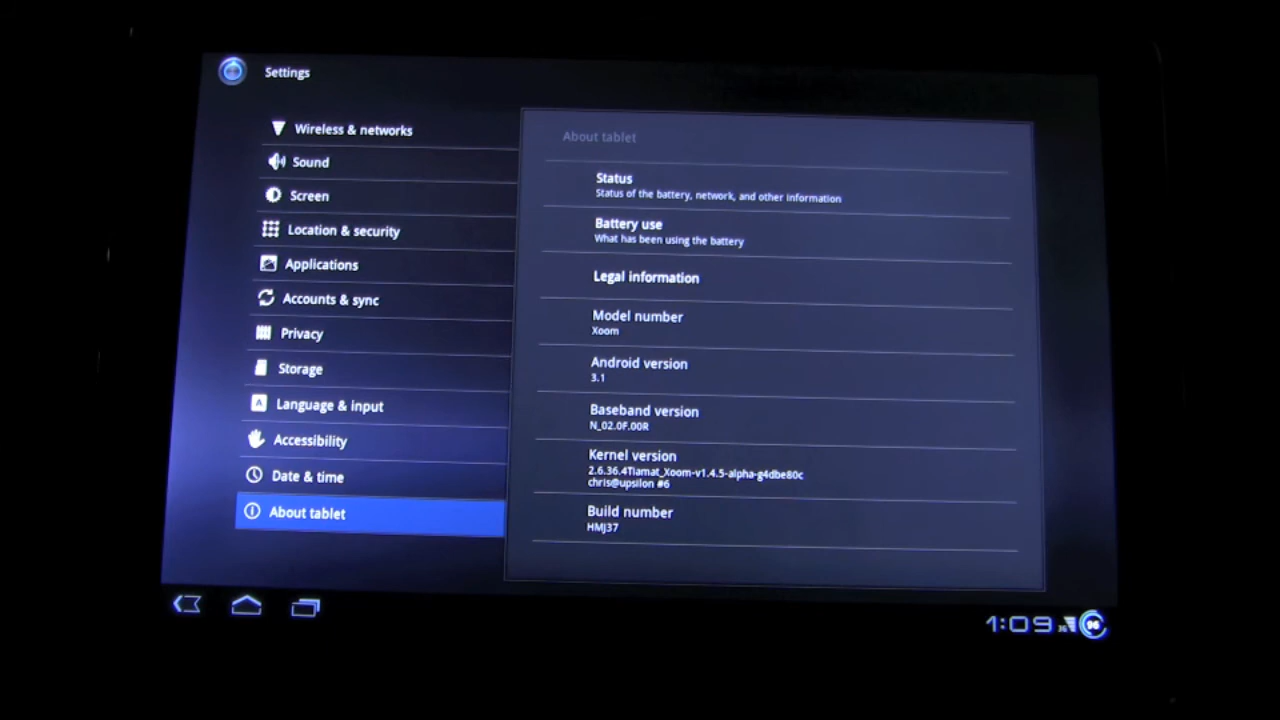 Settings
Wireless & networks
Sound
Screen
Location & security
Applications
Accounts & sync
Privacy
Storage
Language & input
Accessibility
Date & time
About tablet
About tablet
Status
Status of the battery, network, and other information
Battery use
What has been using the battery
Legal information
Model number
Xoom
Android version
3.1
Baseband version
N_02.0F.00R
Kernel version
2.6.36.4Tiamat_Xoom-v1.4.5-alpha-g4dbe80c
chris@upsilon #6
Build number
HMJ37
1:09